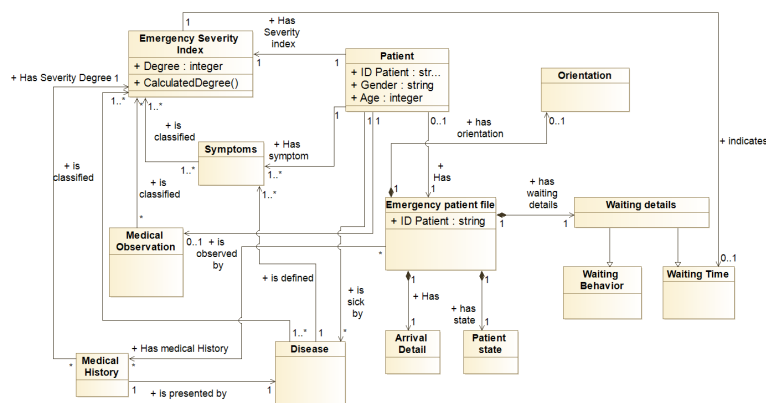 1
+ Has
Severity
index
Emergency Severity
Index
+ Degree : integer
+ CalculatedDegree()
1
1
Patient
+ ID Patient : str...
+ Gender : string
+ Age : integer
Orientation
+ Has Severity Degree 1
1..*
*
1..*
+ is
classified
Symptoms
1..*
+ Has
symptom
1..*
1
1
1
0..1
+ has
orientation
0..1
+ is
classified
+ is
classified
1..*
+ Has
1
1
+ indicates
Emergency patient file
+ ID Patient : string
1
+ has
waiting
details
1
Waiting details
*
Medical
Observation
0..1
+ is
observed
by
*
0..1
+ is defined
Waiting
Behavior
Waiting Time
1
+ Has
1
1
+ has
state
1
+ is
sick
by
*
1..*
1
Arrival
Detail
Patient
state
+ Has medical History
*
*
Medical
History
Disease
1
+ is presented by
1